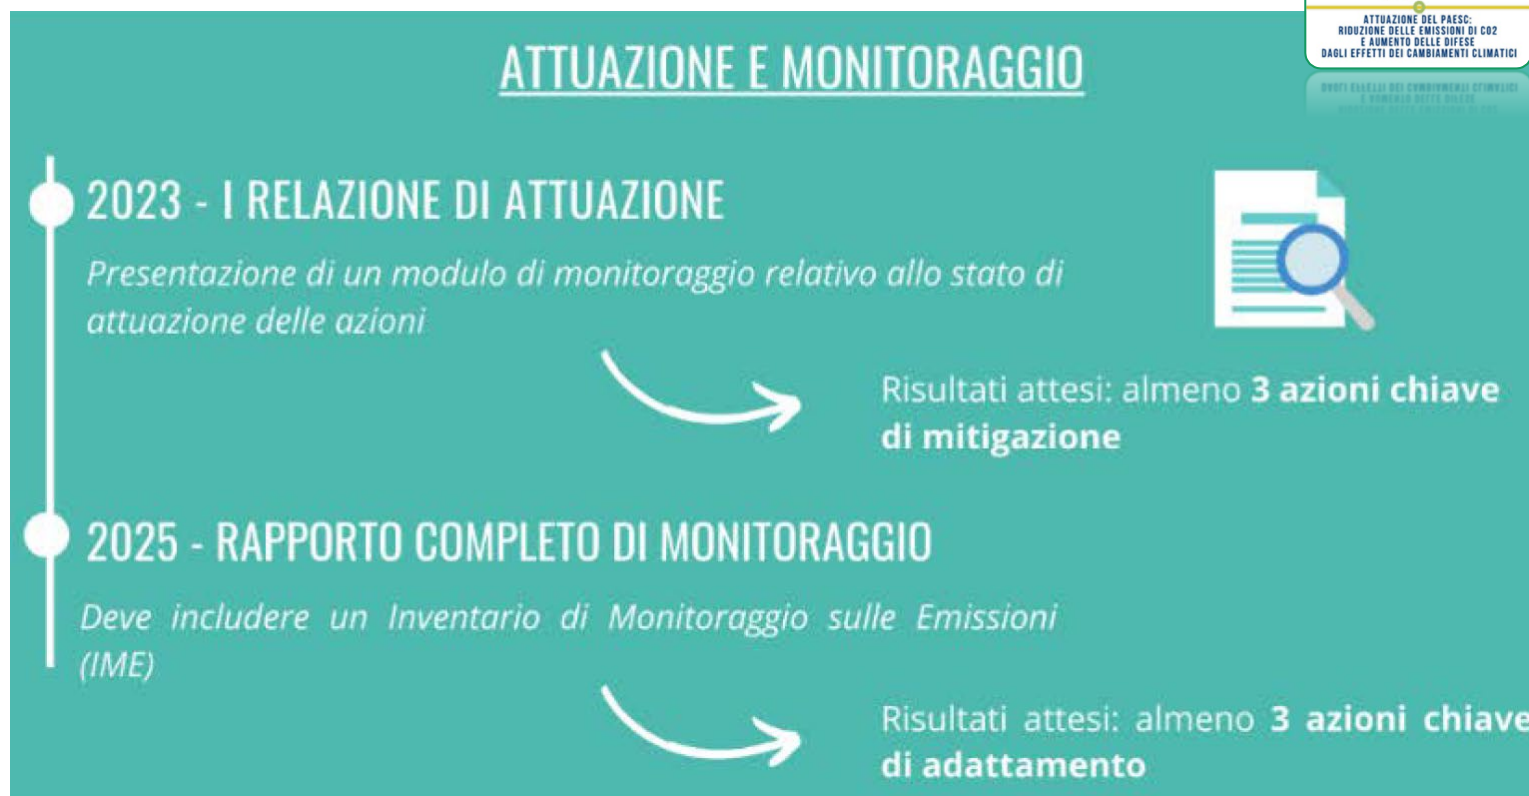 ATTUAZIONE DEL PAESC:
RIDUZIONE DELLE EMISSIONI DI CO2
E AUMENTO DELLE DIFESE
DAGLI EFFETTI DEI CAMBIAMENTI CLIMATICI
ATTUAZIONE E MONITORAGGIO
2023 - I RELAZIONE DI ATTUAZIONE
Presentazione di un modulo di monitoraggio relativo allo stato di
attuazione delle azioni
Risultati attesi: almeno 3 azioni chiave
di mitigazione
2025 - RAPPORTO COMPLETO DI MONITORAGGIO
Deve includere un Inventario di Monitoraggio sulle Emissioni
(IME)
Risultati attesi: almeno 3 azioni chiave
di adattamento